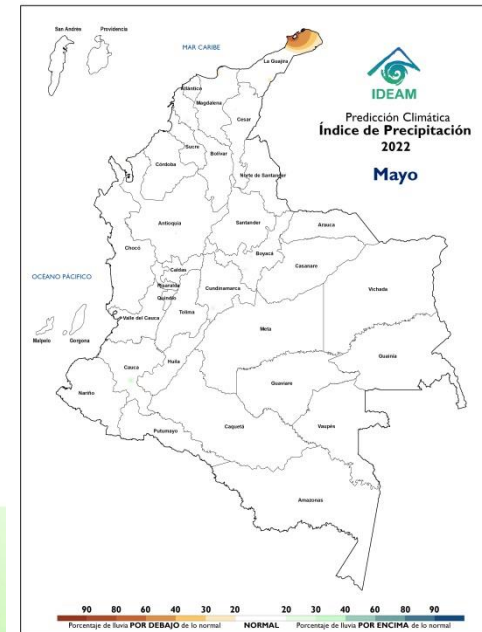 San Andrés
Providencia
MAR CARIBE
La Guajira
IDEAM
Predicción Climática
Índice de Precipitación
2022
Mayo
Atlántico
Magdalena
Cesar
Sucre
Bolívar
Córdoba
Norte de Santander
Antioquia
Santander
Arauca
Chocó
Boyacá
Casanare
OCÉANO PACÍFICO
Caldas
Risaralda
Cundinamarca
Vichada
Quindío
Tolima
Valle del Cauca
Malpelo
Gorgona
Meta
Guainía
Cauca
Huila
Nariño
Guaviare
Caquetá
Vaupés
Putumayo
Amazonas
90 80 60 40 30 20 20 30 40 60 80 90
Porcentaje de lluvia POR DEBAJO de lo normal NORMAL Porcentaje de lluvia POR ENCIMA de lo normal